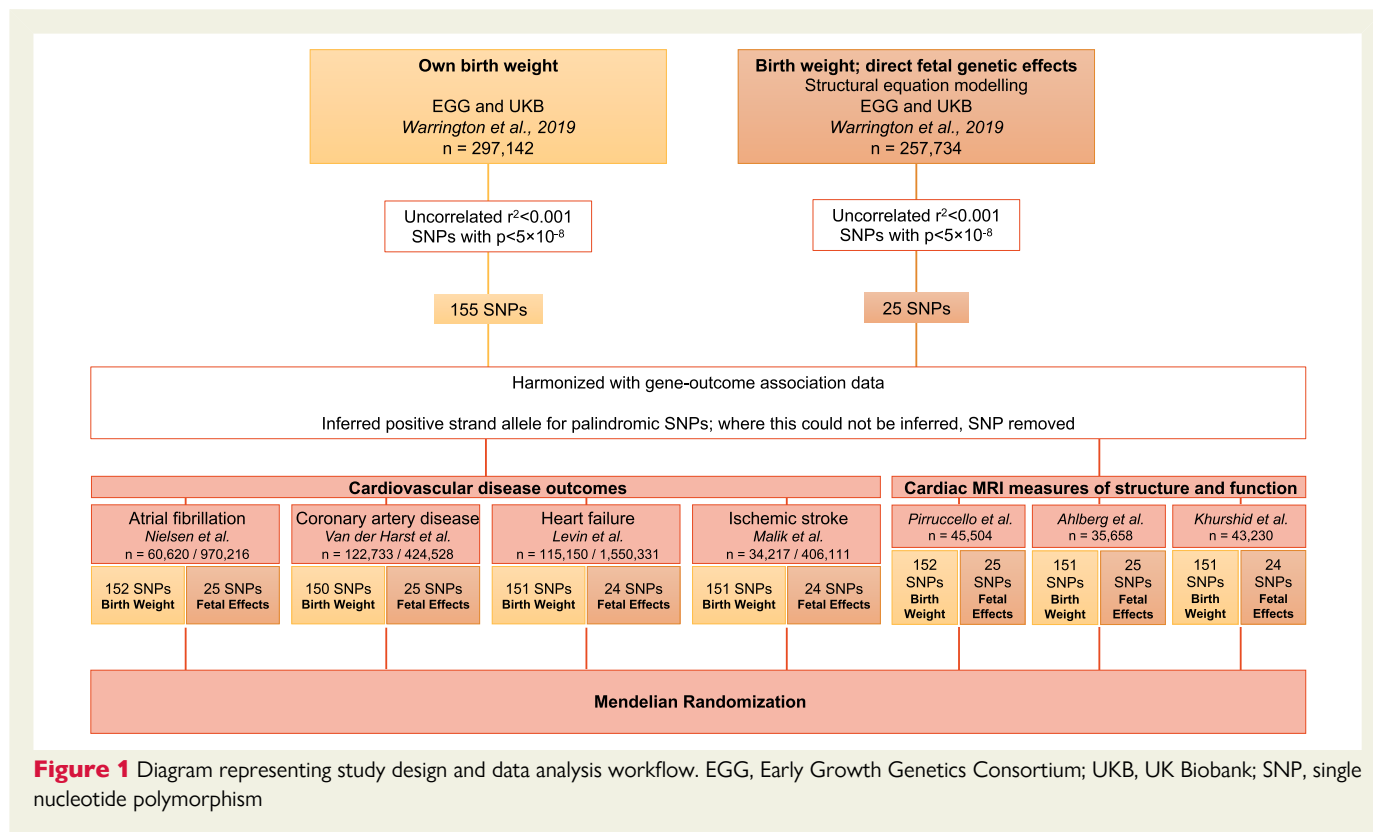 Own birth weight
EGG and UKB
Warrington et al., 2019
n = 297,142
Birth weight; direct fetal genetic effects
Structural equation modelling
EGG and UKB
Warrington et al., 2019
n = 257,734
Uncorrelated r²<0.001
SNPs with p<5×10⁻⁸
Uncorrelated r²<0.001
SNPs with p<5×10⁻⁸
155 SNPs
25 SNPs
Harmonized with gene-outcome association data
Inferred positive strand allele for palindromic SNPs; where this could not be inferred, SNP removed
Cardiovascular disease outcomes
Atrial fibrillation
Nielsen et al.
n = 60,620 / 970,216
152 SNPs
Birth Weight
25 SNPs
Fetal Effects
Coronary artery disease
Van der Harst et al.
n = 122,733 / 424,528
150 SNPs
Birth Weight
25 SNPs
Fetal Effects
Heart failure
Levin et al.
n = 115,150 / 1,550,331
151 SNPs
Birth Weight
24 SNPs
Fetal Effects
Ischemic stroke
Malik et al.
n = 34,217 / 406,111
151 SNPs
Birth Weight
24 SNPs
Fetal Effects
Cardiac MRI measures of structure and function
Pirruccello et al.
n = 45,504
152
SNPs
Birth
Weight
25
SNPs
Fetal
Effects
Ahlberg et al.
n = 35,658
151
SNPs
Birth
Weight
25
SNPs
Fetal
Effects
Khurshid et al.
n = 43,230
151
SNPs
Birth
Weight
24
SNPs
Fetal
Effects
Mendelian Randomization
Figure 1 Diagram representing study design and data analysis workflow. EGG, Early Growth Genetics Consortium; UKB, UK Biobank; SNP, single
nucleotide polymorphism